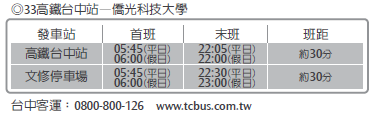 ◎33高鐵台中站—僑光科技大學
發車站 首班 末班 班距
高鐵台中站 05:45(平日) 06:00(假日) 22:05(平日) 22:00(假日) 約30分
文修停車場 05:45(平日) 06:00(假日) 22:30(平日) 23:00(假日) 約30分
台中客運：0800-800-126 www.tcbus.com.tw